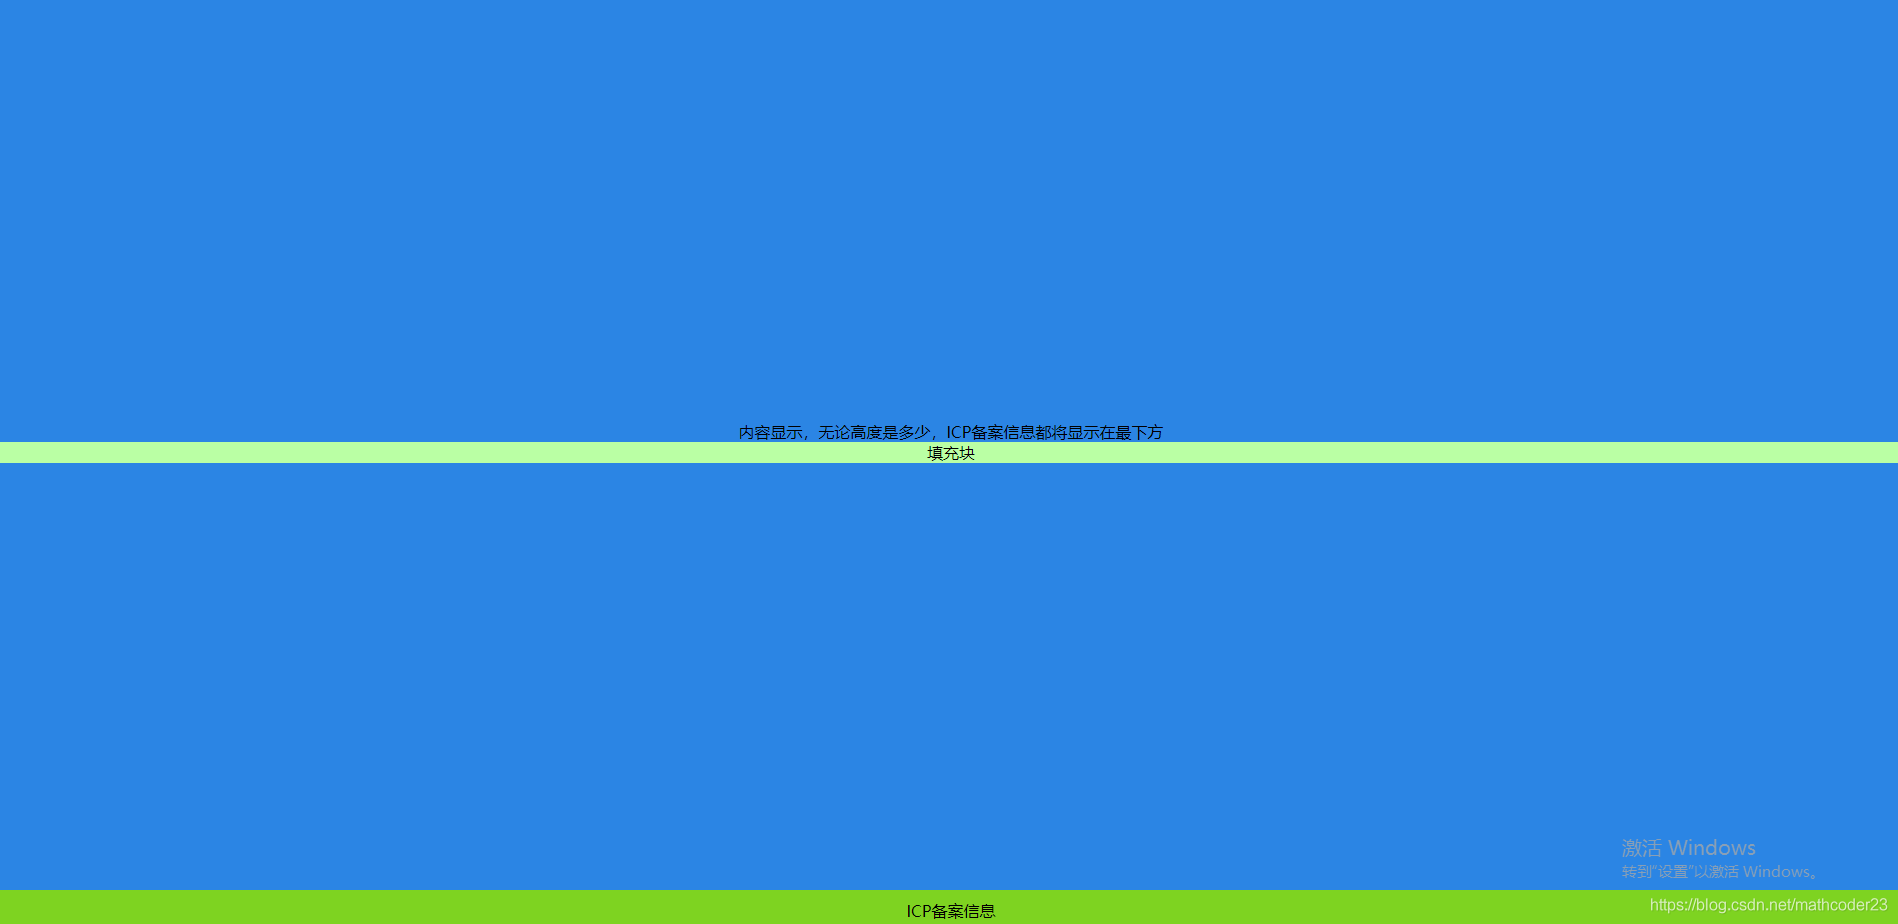 内容显示，无论高度是多少，ICP备案信息都将显示在最下方
填充块
激活 Windows
转到“设置”以激活 Windows。
ICP备案信息
https://blog.csdn.net/mathcoder23